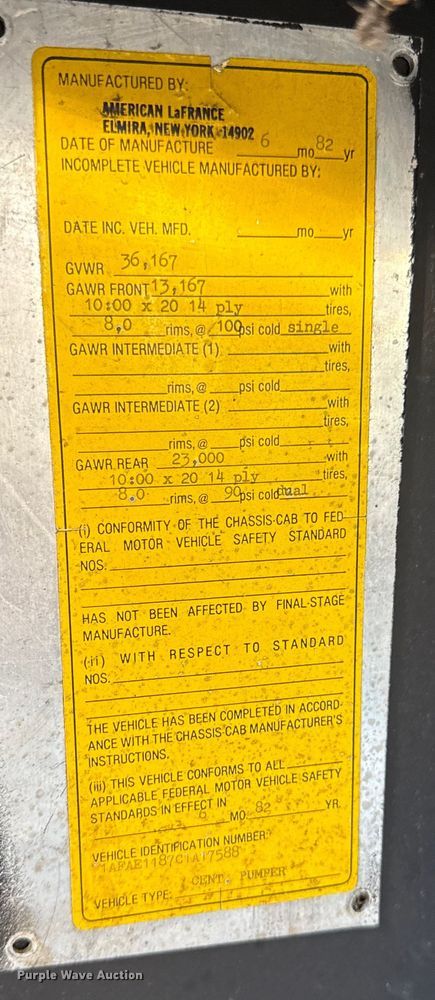 MANUFACTURED BY:
AMERICAN LaFRANCE
ELMIRA, NEW YORK 14902
DATE OF MANUFACTURE 6 mo 82 yr
INCOMPLETE VEHICLE MANUFACTURED BY:
DATE INC. VEH. MFD. mo yr
GVWR 36,167
GAWR FRONT 13,167 with
10:00 x 20 14 ply tires,
8,0 rims, @ 100 psi cold single
GAWR INTERMEDIATE (1) with
tires,
rims, @ psi cold
GAWR INTERMEDIATE (2) with
tires,
rims, @ psi cold
GAWR REAR 23,000 with
10:00 x 20 14 ply tires,
8.0 rims, @ 90 psi cold dual
(i) CONFORMITY OF THE CHASSIS-CAB TO FED
ERAL MOTOR VEHICLE SAFETY STANDARD
NOS.
HAS NOT BEEN AFFECTED BY FINAL-STAGE
MANUFACTURE.
(ii) WITH RESPECT TO STANDARD
NOS.
THE VEHICLE HAS BEEN COMPLETED IN ACCORD-
ANCE WITH THE CHASSIS CAB MANUFACTURER'S
INSTRUCTIONS.
(iii) THIS VEHICLE CONFORMS TO ALL
APPLICABLE FEDERAL MOTOR VEHICLE SAFETY
STANDARDS IN EFFECT IN
6 MO. 82 YR.
VEHICLE IDENTIFICATION NUMBER
VEHICLE TYPE: CENT. PUMPER
Purple Wave Auction